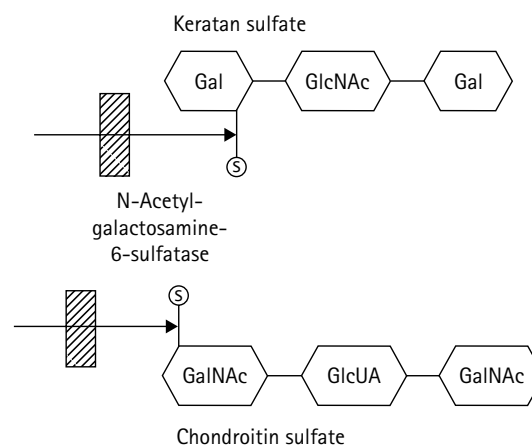 Keratan sulfate
Gal GlcNAc Gal
S
N-Acetyl-
galactosamine-
6-sulfatase
S
GalNAc GlcUA GalNAc
Chondroitin sulfate